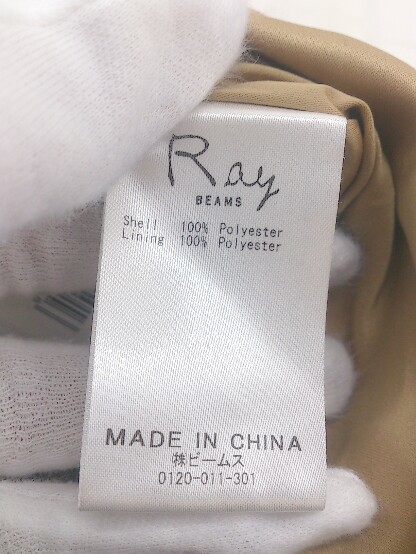 Ray
BEAMS
Shell 100% Polyester
Lining 100% Polyester
MADE IN CHINA
㈱ビームス
0120-011-301